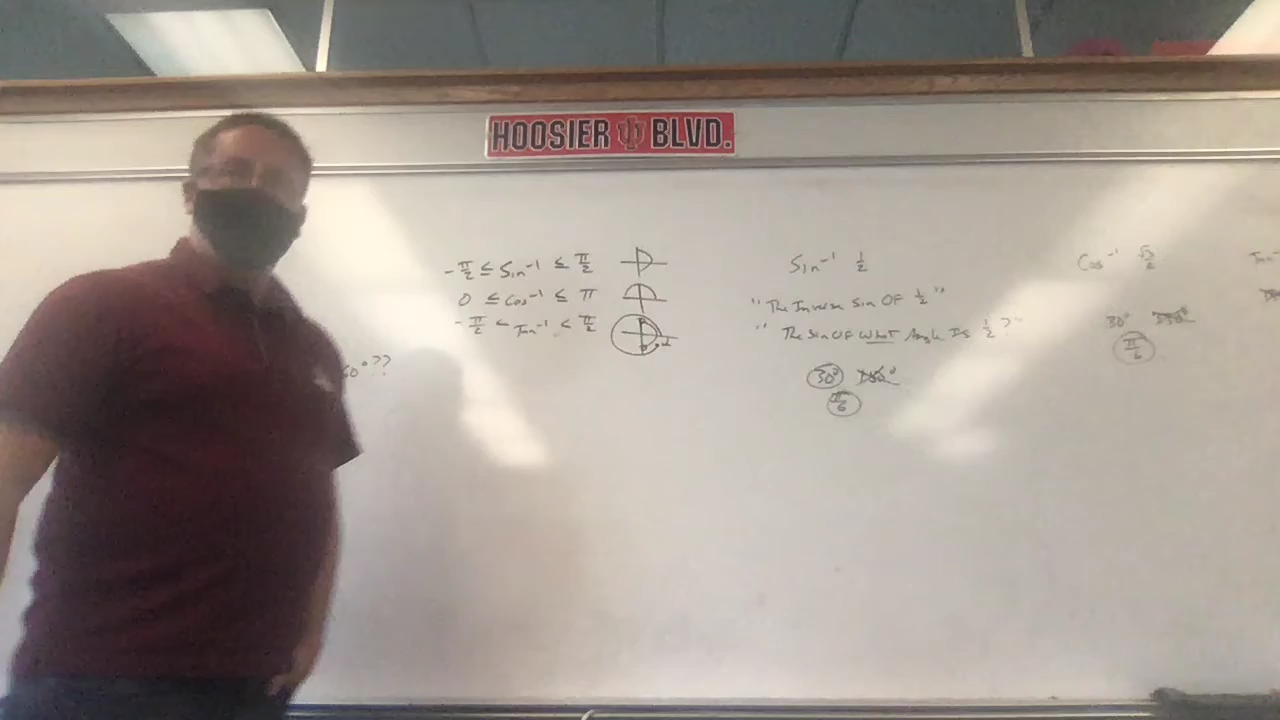 HOOSIER BLVD.
-π/2 ≤ Sin⁻¹ ≤ π/2
0 ≤ Cos⁻¹ ≤ π
-π/2 < Tan⁻¹ < π/2
60°??
Sin⁻¹ 1/2
"The Inverse Sin OF 1/2"
"The Sin OF WHAT Angle Is 1/2?"
30°
π/6
Cos⁻¹ √3/2
30°
π/6
Tan⁻¹